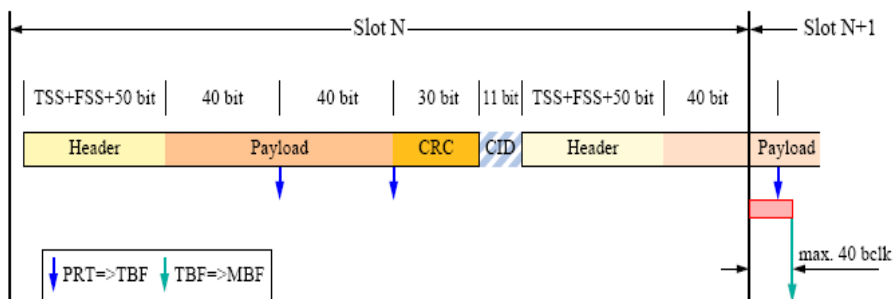 Slot N
Slot N+1
TSS+FSS+50 bit
40 bit
40 bit
30 bit
11 bit
TSS+FSS+50 bit
40 bit
Header
Payload
CRC
CID
Header
Payload
PRT=>TBF
TBF=>MBF
max. 40 bclk